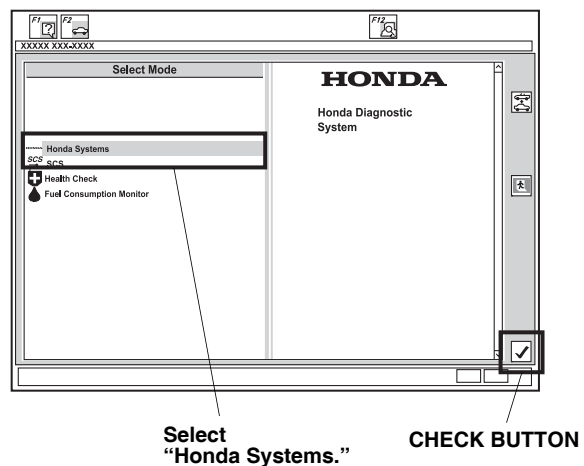 F1
F2
F12
XXXXX XXX-XXXX
Select Mode
Honda Systems
SCS
SCS
Health Check
Fuel Consumption Monitor
HONDA
Honda Diagnostic
System
Select
“Honda Systems.”
CHECK BUTTON